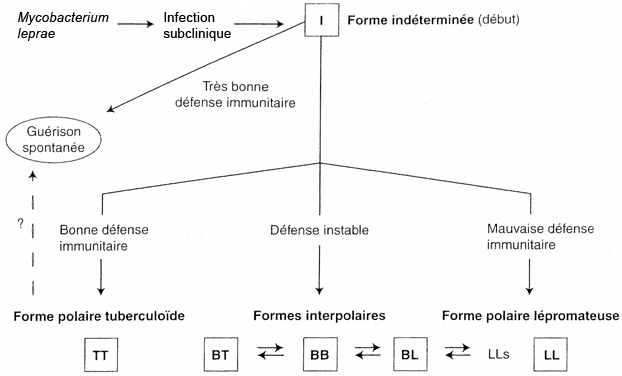 Mycobacterium
leprae
Infection
subclinique
I
Forme indéterminée (début)
Très bonne
défense immunitaire
Guérison
spontanée
?
Bonne défense
immunitaire
Défense instable
Mauvaise défense
immunitaire
Forme polaire tuberculoïde
Formes interpolaires
Forme polaire lépromateuse
TT
BT
BB
BL
LLs
LL